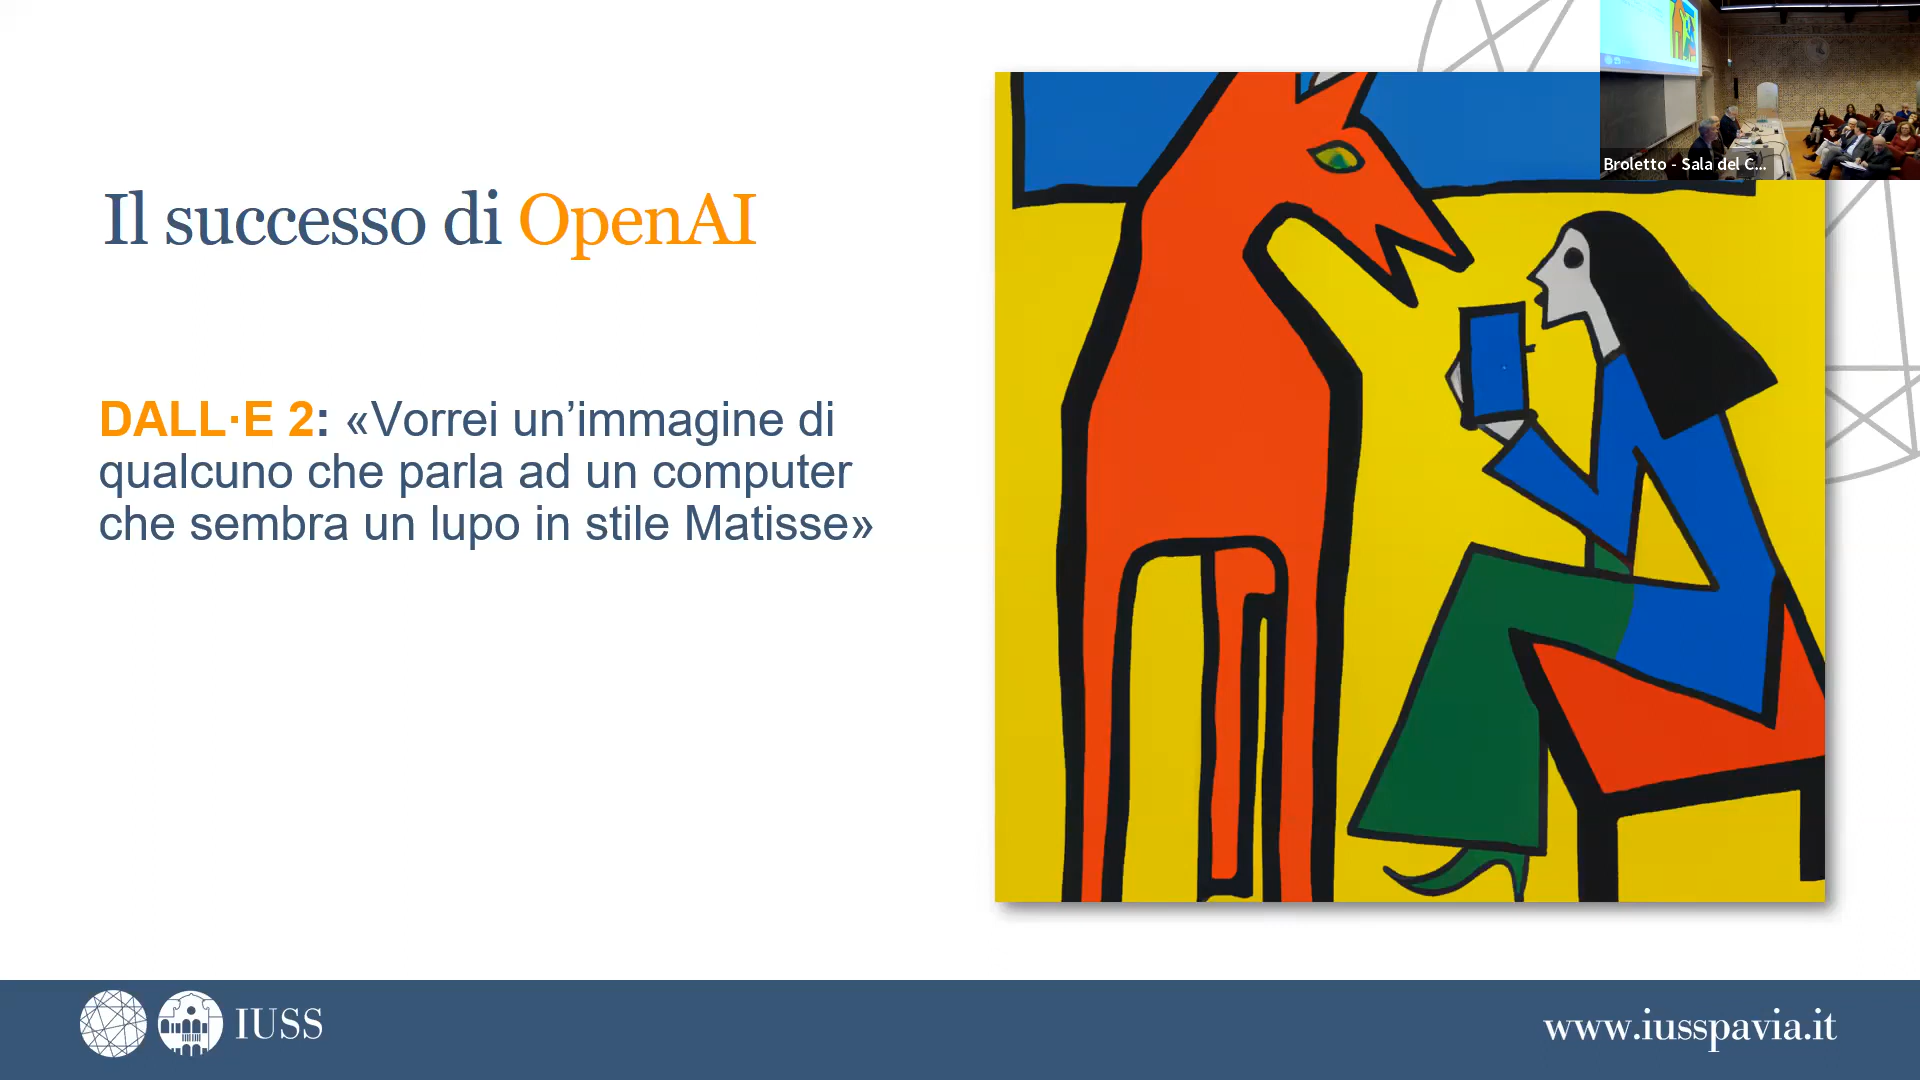 Broletto - Sala del C...
Il successo di OpenAI
DALL·E 2: «Vorrei un’immagine di
qualcuno che parla ad un computer
che sembra un lupo in stile Matisse»
IUSS
www.iusspavia.it